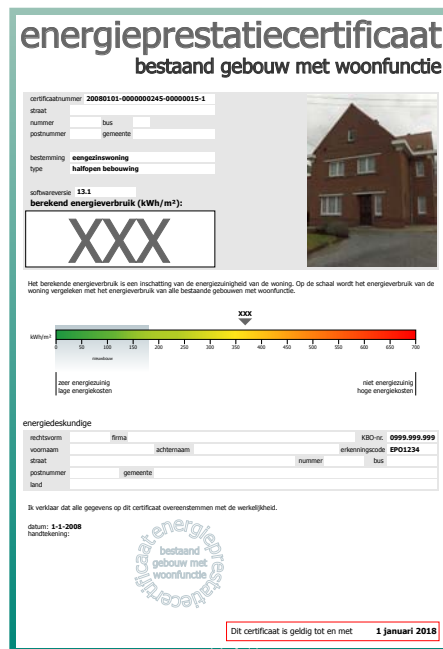 energieprestatiecertificaat
bestaand gebouw met woonfunctie
certificaatnummer 20080101-0000000245-00000015-1
straat
nummer bus
postnummer gemeente
bestemming eengezinswoning
type halfopen bebouwing
softwareversie 13.1
berekend energieverbruik (kWh/m²):
XXX
Het berekende energieverbruik is een inschatting van de energiezuinigheid van de woning. Op de schaal wordt het energieverbruik van de
woning vergeleken met het energieverbruik van alle bestaande gebouwen met woonfunctie.
XXX
kWh/m²
0 50 100 150 200 250 300 350 400 450 500 550 600 700
nieuwbouw
zeer energiezuinig niet energiezuinig
lage energiekosten hoge energiekosten
energiedeskundige
rechtsvorm firma KBO-nr. 0999.999.999
voornaam achternaam erkenningscode EPO1234
straat nummer bus
postnummer gemeente
land
Ik verklaar dat alle gegevens op dit certificaat overeenstemmen met de werkelijkheid.
datum: 1-1-2008
handtekening:
energieprestatiecertificaat
bestaand
gebouw met
woonfunctie
Dit certificaat is geldig tot en met 1 januari 2018